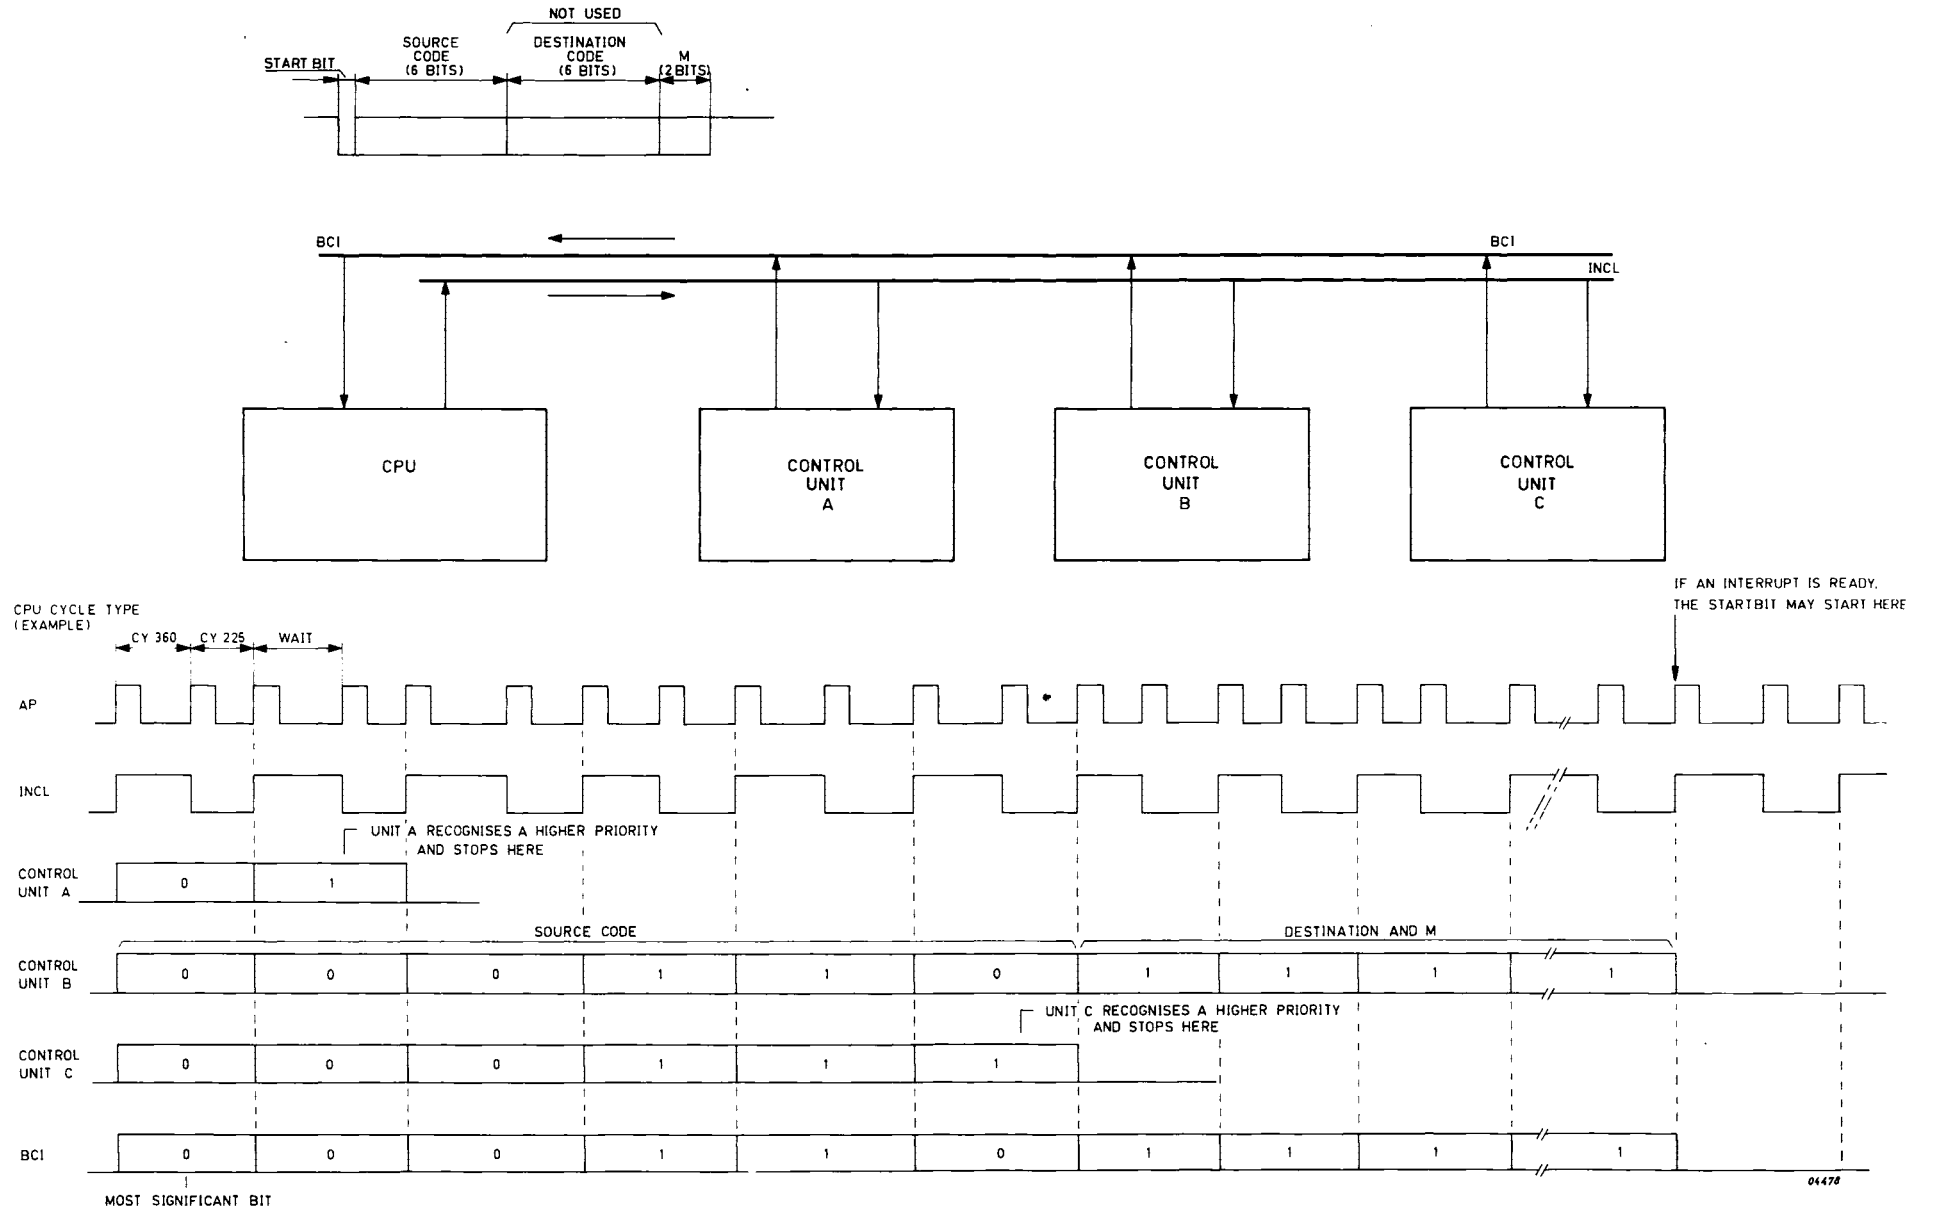 NOT USED
START BIT
SOURCE
CODE
(6 BITS)
DESTINATION
CODE
(6 BITS)
M
(2 BITS)
BCI
BCI
INCL
CPU
CONTROL
UNIT
A
CONTROL
UNIT
B
CONTROL
UNIT
C
IF AN INTERRUPT IS READY,
THE STARTBIT MAY START HERE
CPU CYCLE TYPE
(EXAMPLE)
CY 360
CY 225
WAIT
AP
INCL
UNIT A RECOGNISES A HIGHER PRIORITY
AND STOPS HERE
CONTROL
UNIT A
0 1
SOURCE CODE
DESTINATION AND M
CONTROL
UNIT B
0 0 0 1 1 0 1 1 1 1
UNIT C RECOGNISES A HIGHER PRIORITY
AND STOPS HERE
CONTROL
UNIT C
0 0 0 1 1 1
BCI
0 0 0 1 1 0 1 1 1 1
MOST SIGNIFICANT BIT
04478